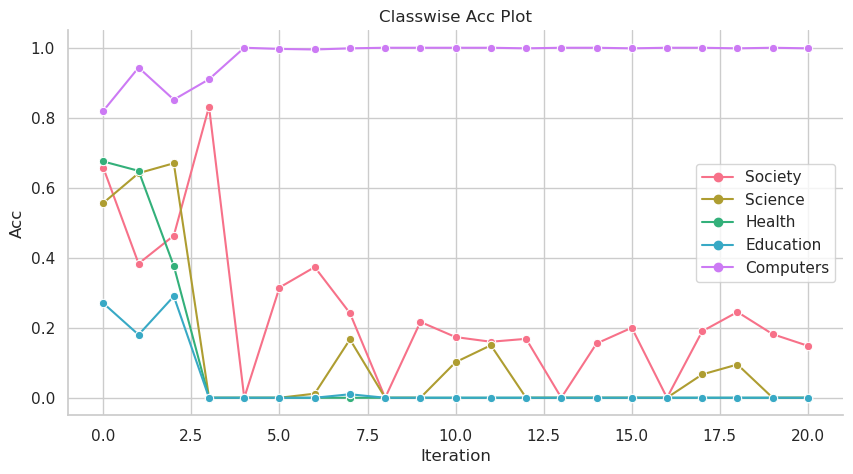 Classwise Acc Plot
1.0
0.8
0.6
0.4
0.2
0.0
Acc
Society
Science
Health
Education
Computers
0.0 2.5 5.0 7.5 10.0 12.5 15.0 17.5 20.0
Iteration